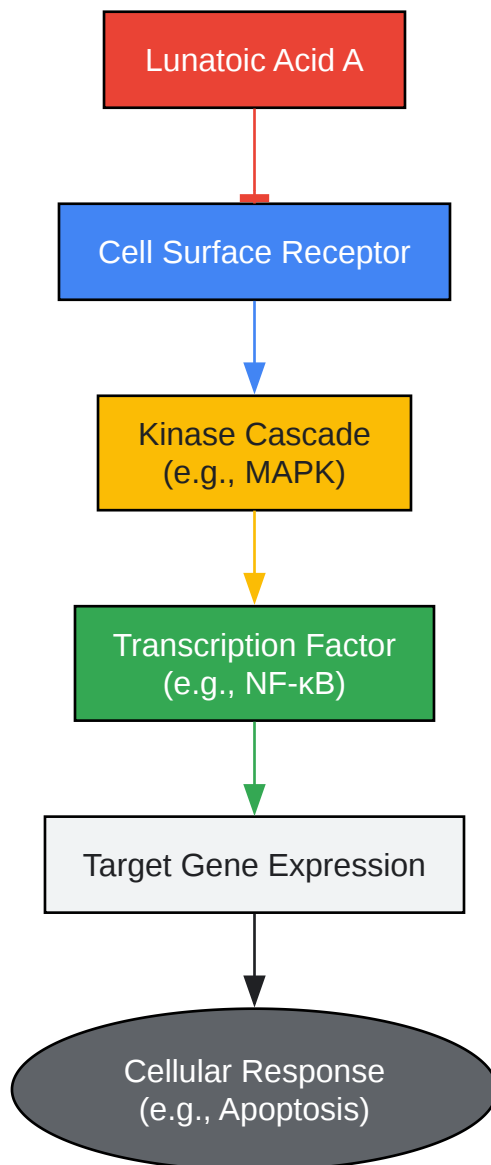 Lunatoic Acid A
Cell Surface Receptor
Kinase Cascade
(e.g., MAPK)
Transcription Factor
(e.g., NF-κB)
Target Gene Expression
Cellular Response
(e.g., Apoptosis)